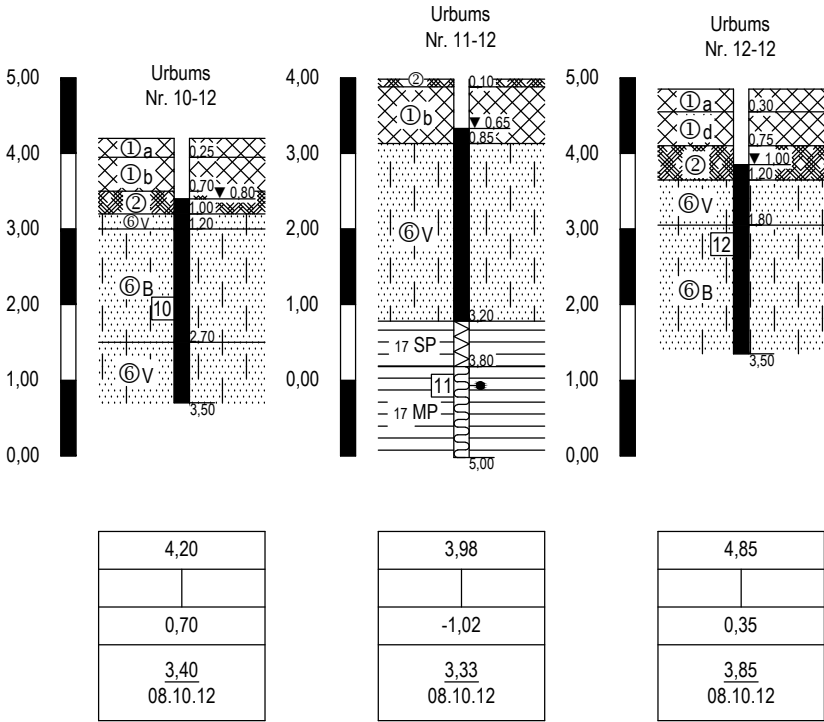 Urbums
Nr. 10-12
5,00
4,00
3,00
2,00
1,00
0,00
①a
0,25
①b
0,70
0,80
②
1,00
⑥V
1,20
⑥B
10
2,70
⑥V
3,50
4,20
0,70
3,40
08.10.12
Urbums
Nr. 11-12
4,00
3,00
2,00
1,00
0,00
②
0,10
①b
0,65
0,85
⑥V
3,20
17 SP
3,80
11
17 MP
5,00
3,98
-1,02
3,33
08.10.12
Urbums
Nr. 12-12
5,00
4,00
3,00
2,00
1,00
0,00
①a
0,30
①d
0,75
1,00
②
1,20
⑥V
1,80
12
⑥B
3,50
4,85
0,35
3,85
08.10.12